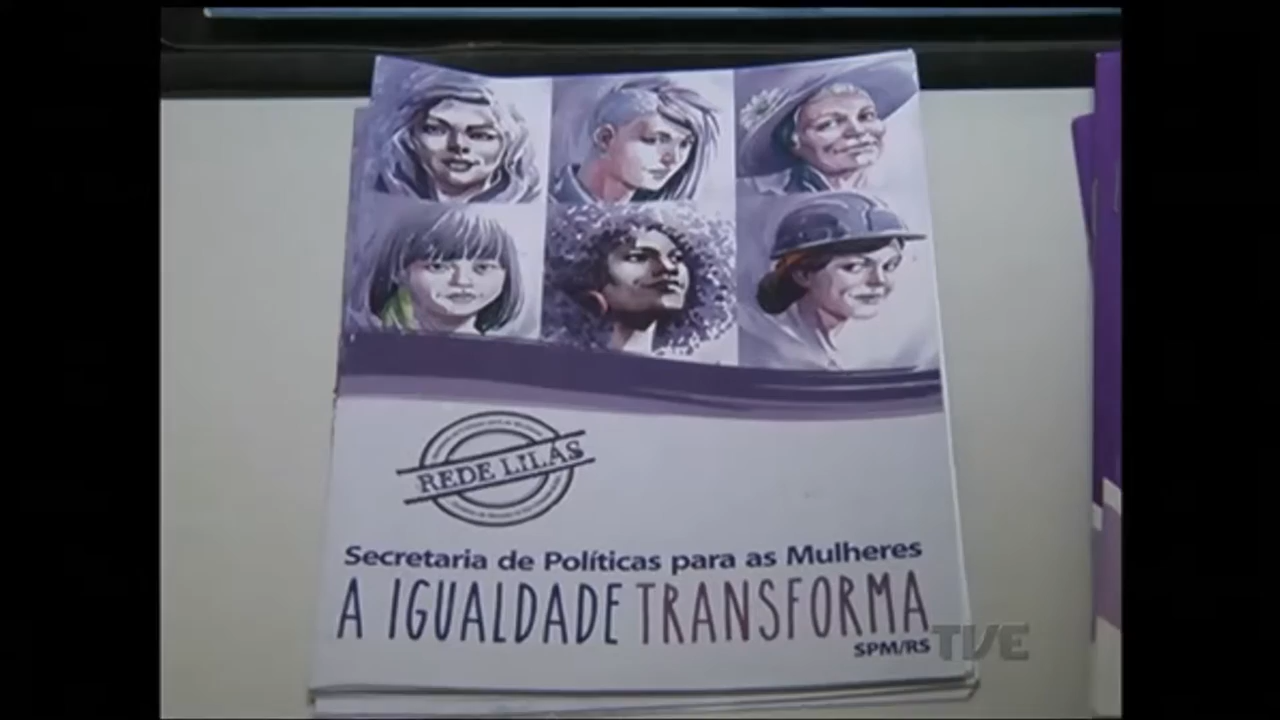 REDE LILÁS
Secretaria de Políticas para as Mulheres
A IGUALDADE TRANSFORMA
SPM/RS
TVE